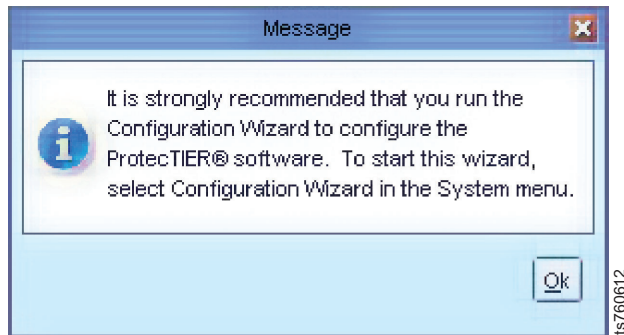 Message
It is strongly recommended that you run the
Configuration Wizard to configure the
ProtecTIER® software.  To start this wizard,
select Configuration Wizard in the System menu.
Ok
ts760612